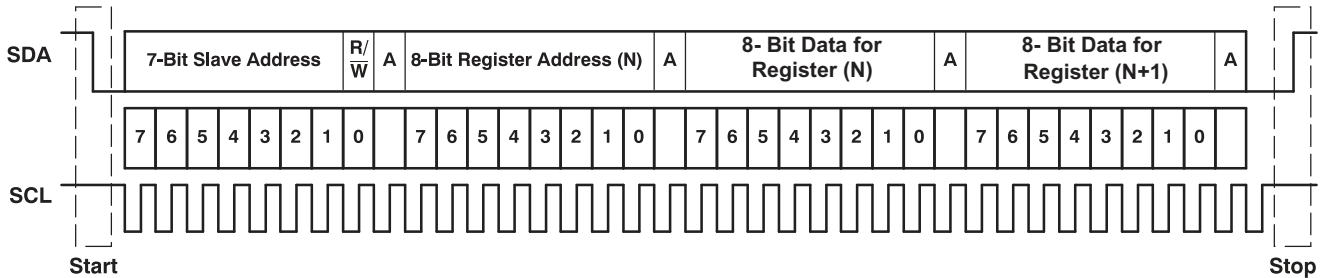 SDA
7-Bit Slave Address
R/
W
A
8-Bit Register Address (N)
A
8- Bit Data for
Register (N)
A
8- Bit Data for
Register (N+1)
A
7 6 5 4 3 2 1 0 7 6 5 4 3 2 1 0 7 6 5 4 3 2 1 0 7 6 5 4 3 2 1 0
SCL
Start
Stop